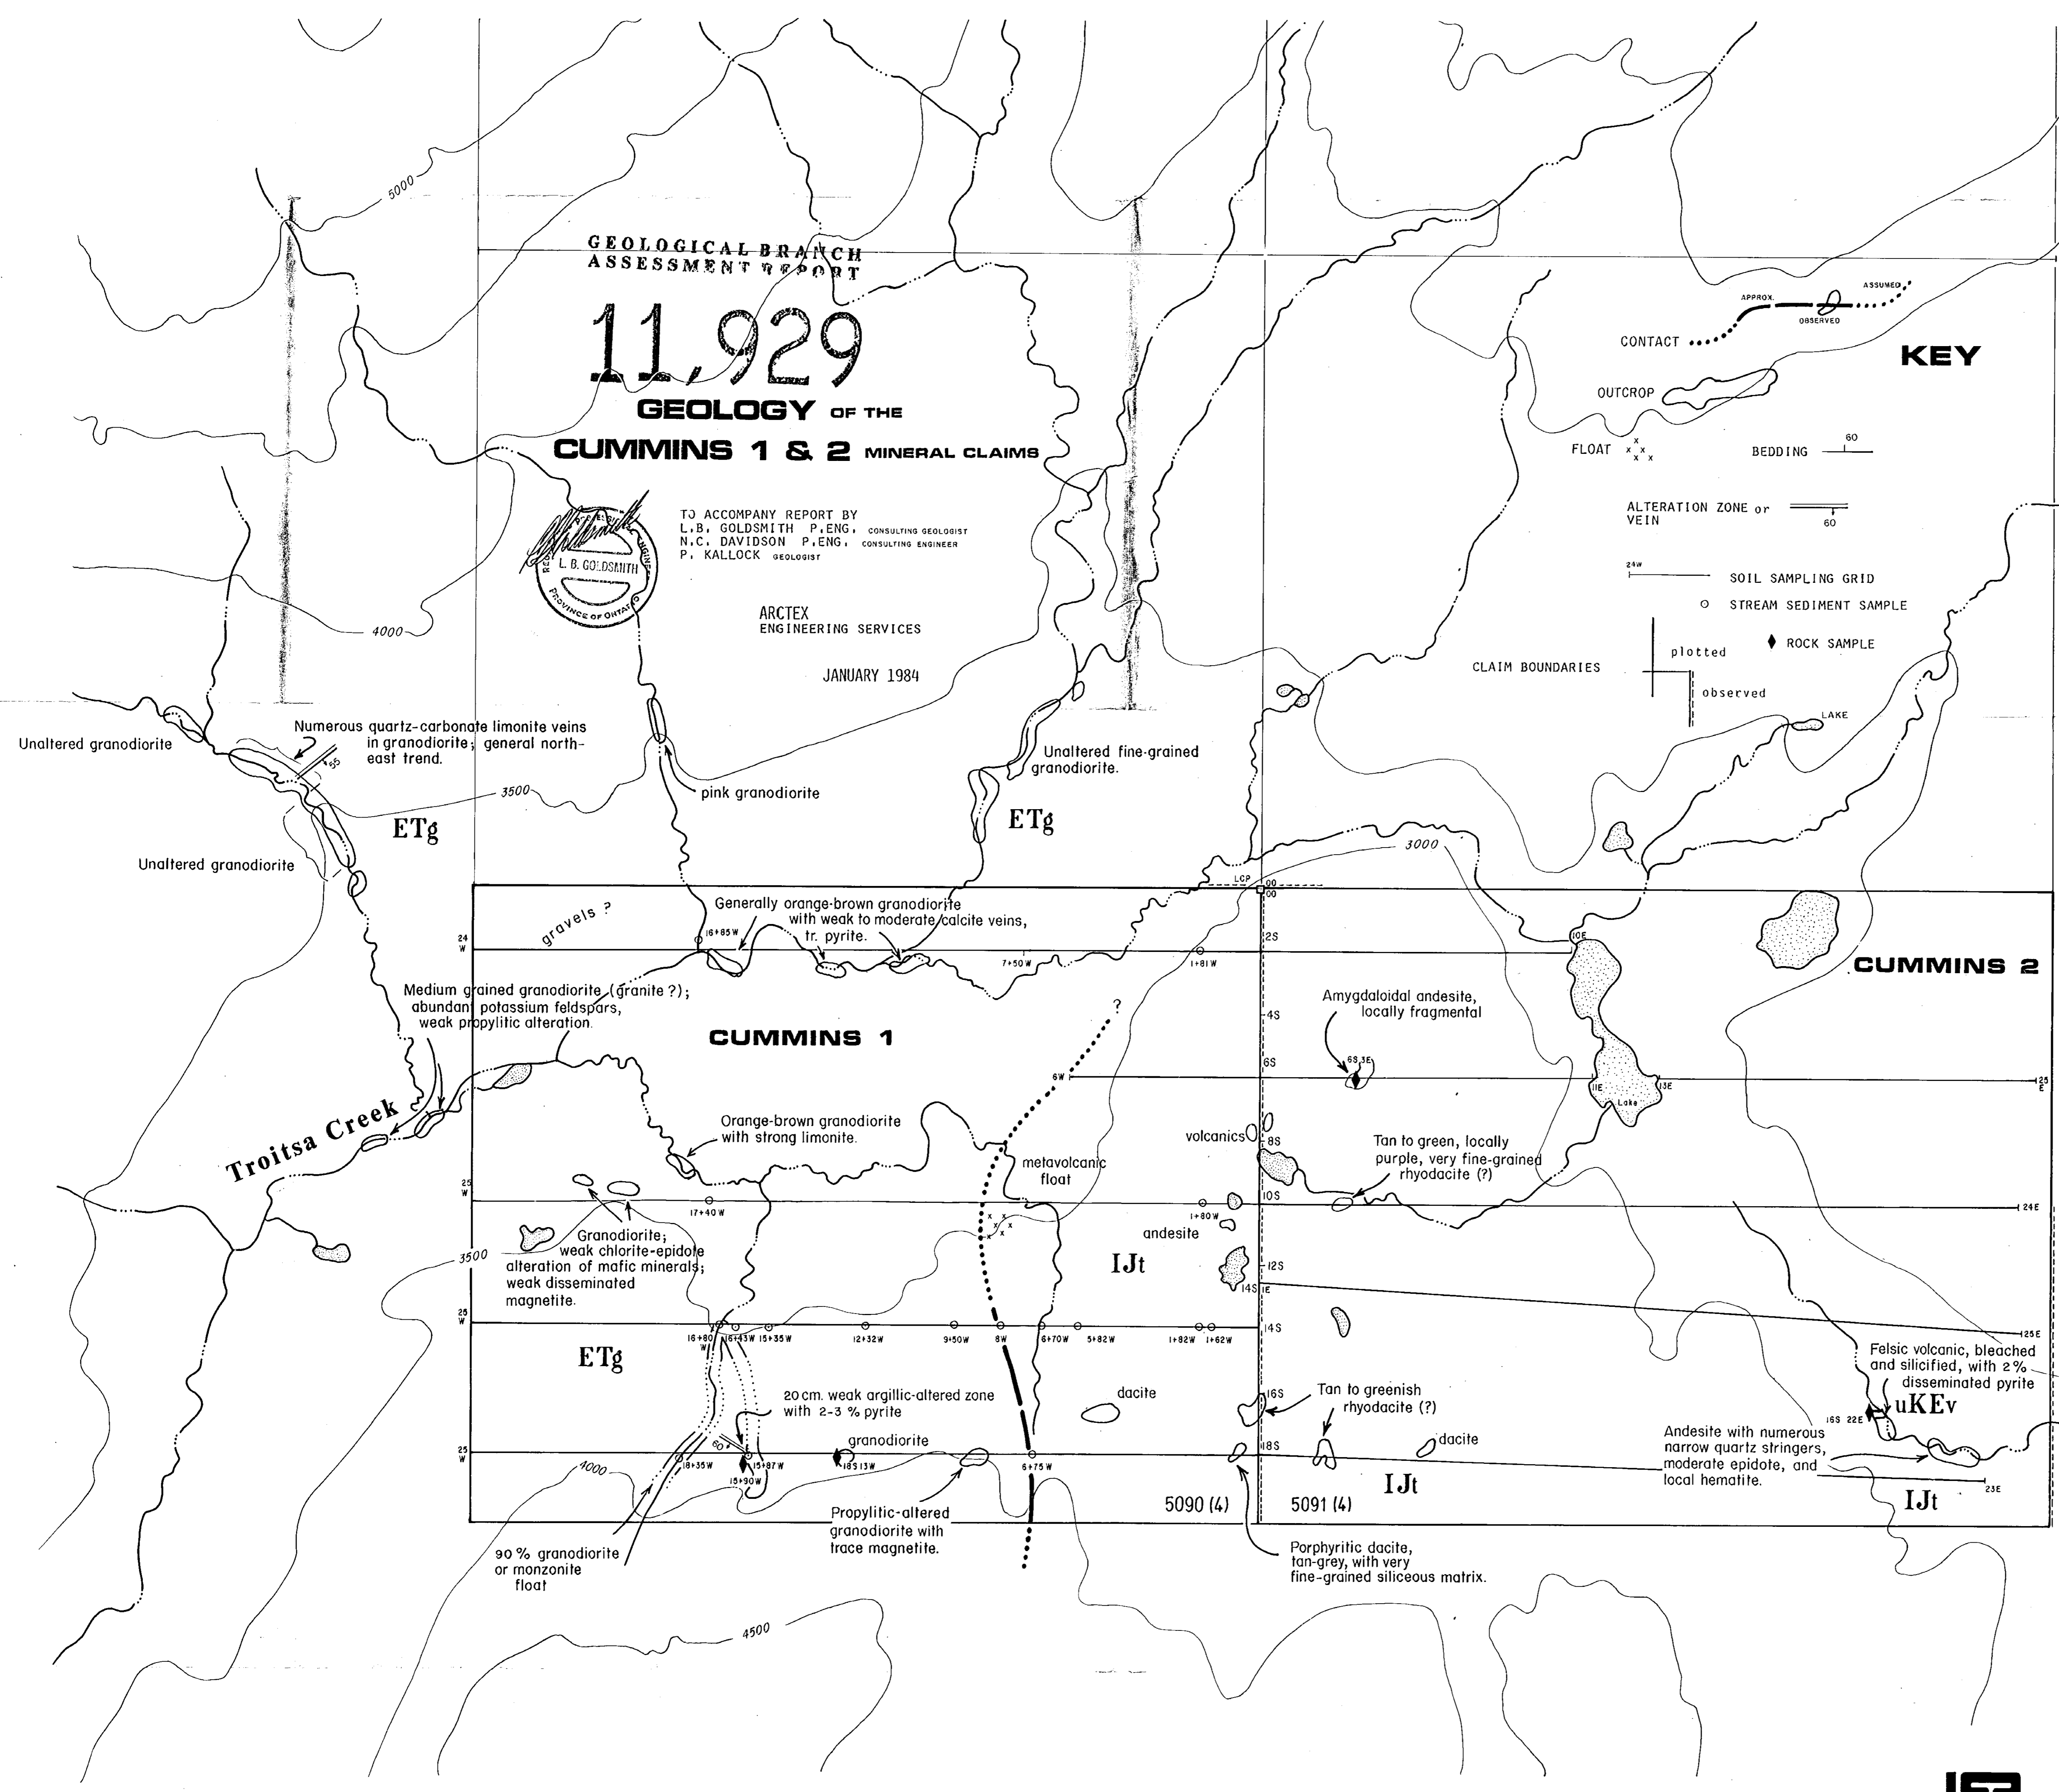 5000
GEOLOGICAL BRANCH
ASSESSMENT REPORT
11,929
GEOLOGY OF THE
CUMMINS 1 & 2 MINERAL CLAIMS
TO ACCOMPANY REPORT BY
L.B. GOLDSMITH P.ENG. CONSULTING GEOLOGIST
N.C. DAVIDSON P.ENG. CONSULTING ENGINEER
P. KALLOCK GEOLOGIST
L. B. GOLDSMITH
PROVINCE OF ONTARIO
ARCTEX
ENGINEERING SERVICES
JANUARY 1984
KEY
APPROX.
ASSUMED
OBSERVED
CONTACT
OUTCROP
FLOAT
BEDDING
60
ALTERATION ZONE or
VEIN
60
24W
SOIL SAMPLING GRID
STREAM SEDIMENT SAMPLE
ROCK SAMPLE
CLAIM BOUNDARIES
plotted
observed
LAKE
4000
Unaltered granodiorite
Numerous quartz-carbonate limonite veins
in granodiorite; general north-
east trend.
55
3500
pink granodiorite
Unaltered fine-grained
granodiorite.
ETg
ETg
Unaltered granodiorite
3000
LCP
00
00
gravels ?
Generally orange-brown granodiorite
with weak to moderate calcite veins,
tr. pyrite.
24
W
16+85W
7+50W
1+81W
2S
10E
CUMMINS 2
Medium grained granodiorite (granite ?);
abundant potassium feldspars,
weak propylitic alteration.
CUMMINS 1
?
Amygdaloidal andesite,
locally fragmental
4S
6S
6W
6S 3E
11E
13E
25
E
Lake
Troitsa Creek
Orange-brown granodiorite
with strong limonite.
volcanics
8S
Tan to green, locally
purple, very fine-grained
rhyodacite (?)
metavolcanic
float
25
W
17+40W
1+80W
10S
24E
andesite
Granodiorite;
weak chlorite-epidote
alteration of mafic minerals;
weak disseminated
magnetite.
3500
IJt
12S
14S 1E
25
W
16+80
W
16+43W
15+35W
12+32W
9+50W
8W
6+70W
5+82W
1+82W
1+62W
14S
25E
ETg
Felsic volcanic, bleached
and silicified, with 2%
disseminated pyrite
20 cm. weak argillic-altered zone
with 2-3 % pyrite
dacite
16S
Tan to greenish
rhyodacite (?)
16S 22E
uKEv
Andesite with numerous
narrow quartz stringers,
moderate epidote, and
local hematite.
granodiorite
25
W
60
18+35W
15+87W
15+90W
18S 13W
6+75W
18S
dacite
IJt
23E
IJt
4000
5090 (4)
5091 (4)
Propylitic-altered
granodiorite with
trace magnetite.
90 % granodiorite
or monzonite
float
Porphyritic dacite,
tan-grey, with very
fine-grained siliceous matrix.
4500